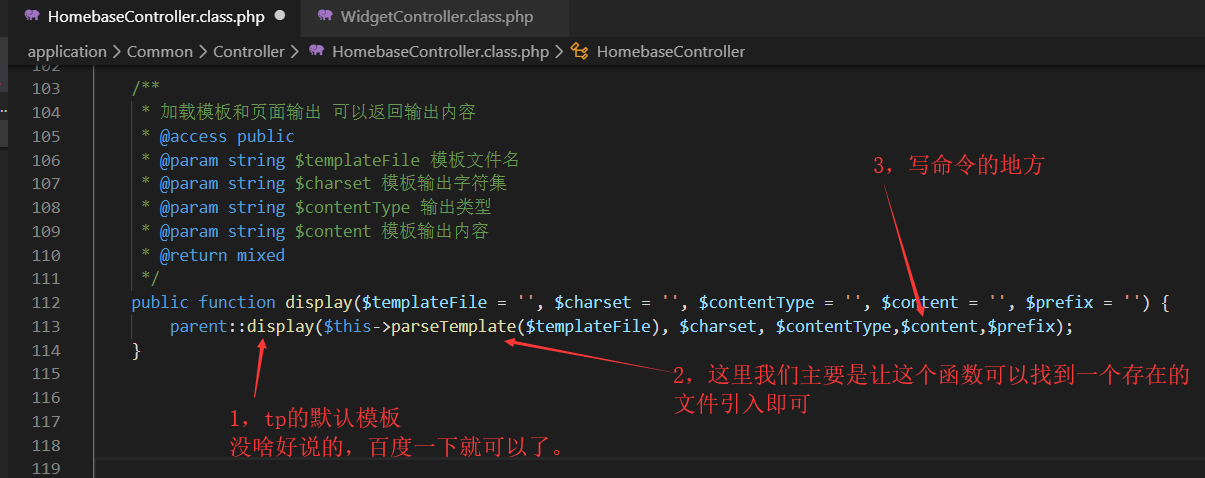 HomebaseController.class.php
WidgetController.class.php
application > Common > Controller > HomebaseController.class.php > HomebaseController
102
103 /**
104 * 加载模板和页面输出 可以返回输出内容
105 * @access public
106 * @param string $templateFile 模板文件名
3，写命令的地方
107 * @param string $charset 模板输出字符集
108 * @param string $contentType 输出类型
109 * @param string $content 模板输出内容
110 * @return mixed
111 */
112 public function display($templateFile = '', $charset = '', $contentType = '', $content = '', $prefix = '') {
113 parent::display($this->parseTemplate($templateFile), $charset, $contentType,$content,$prefix);
114 }
115
2，这里我们主要是让这个函数可以找到一个存在的
文件引入即可
116
117
1，tp的默认模板
没啥好说的，百度一下就可以了。
118
119